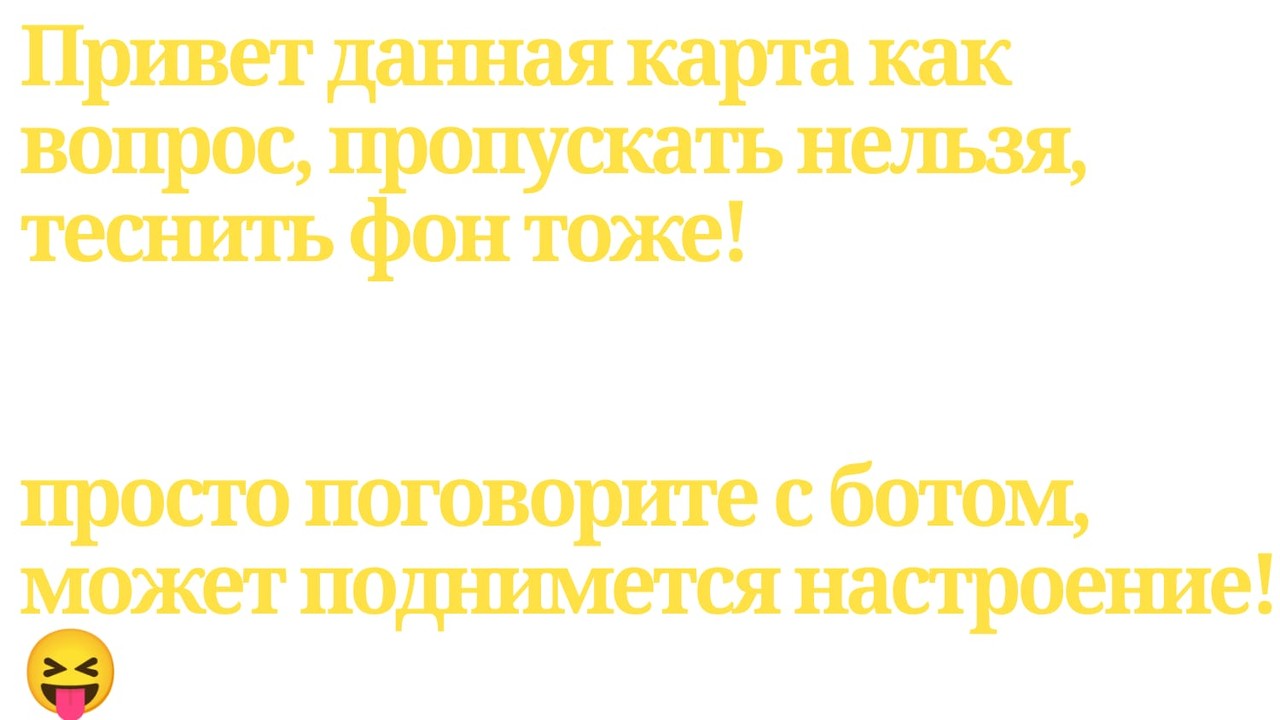 Привет данная карта как
вопрос, пропускать нельзя,
теснить фон тоже!
просто поговорите с ботом,
может поднимется настроение!
😝